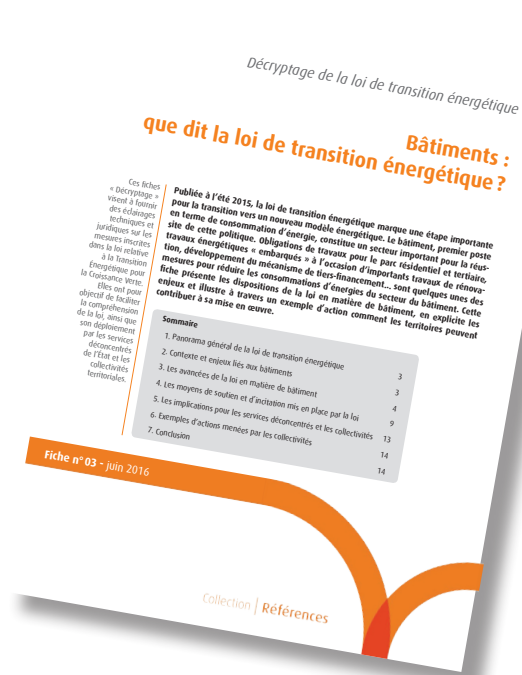 Décryptage de la loi de transition énergétique
Bâtiments :
que dit la loi de transition énergétique ?
Ces fiches
« Décryptage »
visent à fournir
des éclairages
techniques et
juridiques sur les
mesures inscrites
dans la loi relative
à la Transition
Énergétique pour
la Croissance Verte.
Elles ont pour
objectif de faciliter
la compréhension
de la loi, ainsi que
son déploiement
par les services
déconcentrés
de l'État et les
collectivités
territoriales.
Publiée à l'été 2015, la loi de transition énergétique marque une étape importante
pour la transition vers un nouveau modèle énergétique. Le bâtiment, premier poste
en terme de consommation d'énergie, constitue un secteur important pour la réus-
site de cette politique. Obligations de travaux pour le parc résidentiel et tertiaire,
travaux énergétiques « embarqués » à l'occasion d'importants travaux de rénova-
tion, développement du mécanisme de tiers-financement... sont quelques unes des
mesures pour réduire les consommations d'énergies du secteur du bâtiment. Cette
fiche présente les dispositions de la loi en matière de bâtiment, en explicite les
enjeux et illustre à travers un exemple d'action comment les territoires peuvent
contribuer à sa mise en œuvre.
Sommaire
1. Panorama général de la loi de transition énergétique 3
2. Contexte et enjeux liés aux bâtiments 3
3. Les avancées de la loi en matière de bâtiment 4
4. Les moyens de soutien et d'incitation mis en place par la loi 9
5. Les implications pour les services déconcentrés et les collectivités 13
6. Exemples d'actions menées par les collectivités 14
7. Conclusion 14
Fiche n° 03 - juin 2016
Collection | Références